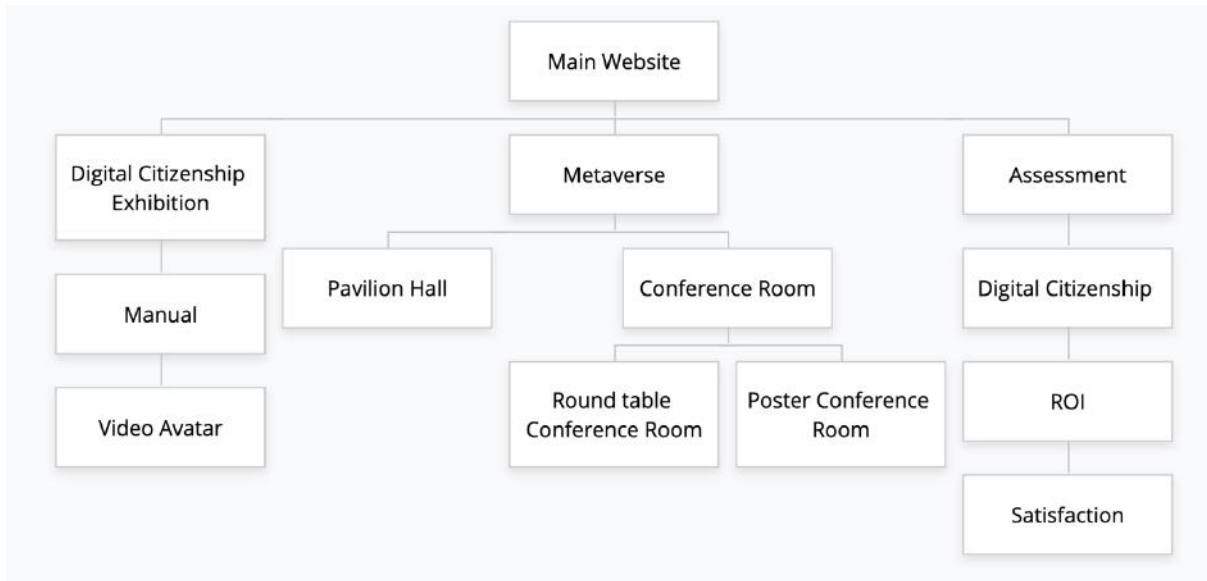 Main Website
Digital Citizenship
Exhibition
Metaverse
Assessment
Pavilion Hall
Conference Room
Digital Citizenship
Manual
Round table
Conference Room
Poster Conference
Room
ROI
Video Avatar
Satisfaction